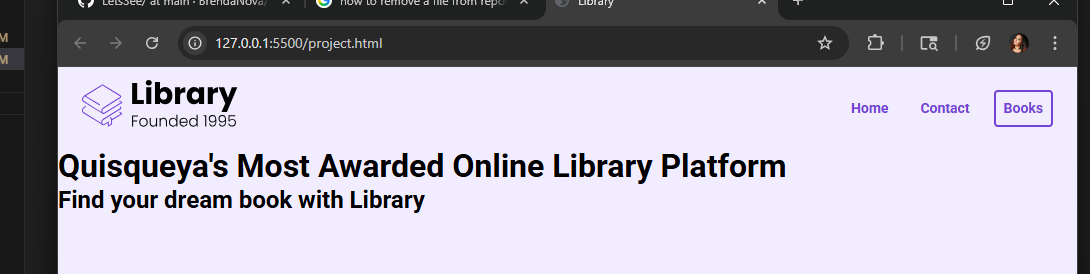 LetsSee/ at main · BrendaNova/
how to remove a file from repo
Library
M
127.0.0.1:5500/project.html
M
Library
Founded 1995
Home
Contact
Books
Quisqueya's Most Awarded Online Library Platform
Find your dream book with Library